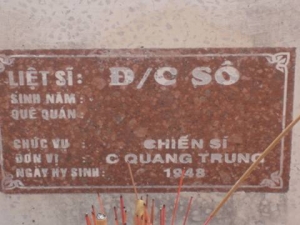 LIỆT SĨ: Đ/C SÔ
SINH NĂM: -
QUÊ QUÁN: -
CHỨC VỤ : CHIẾN SĨ
ĐƠN VỊ : C QUANG TRUNG
NGÀY HY SINH: 1948